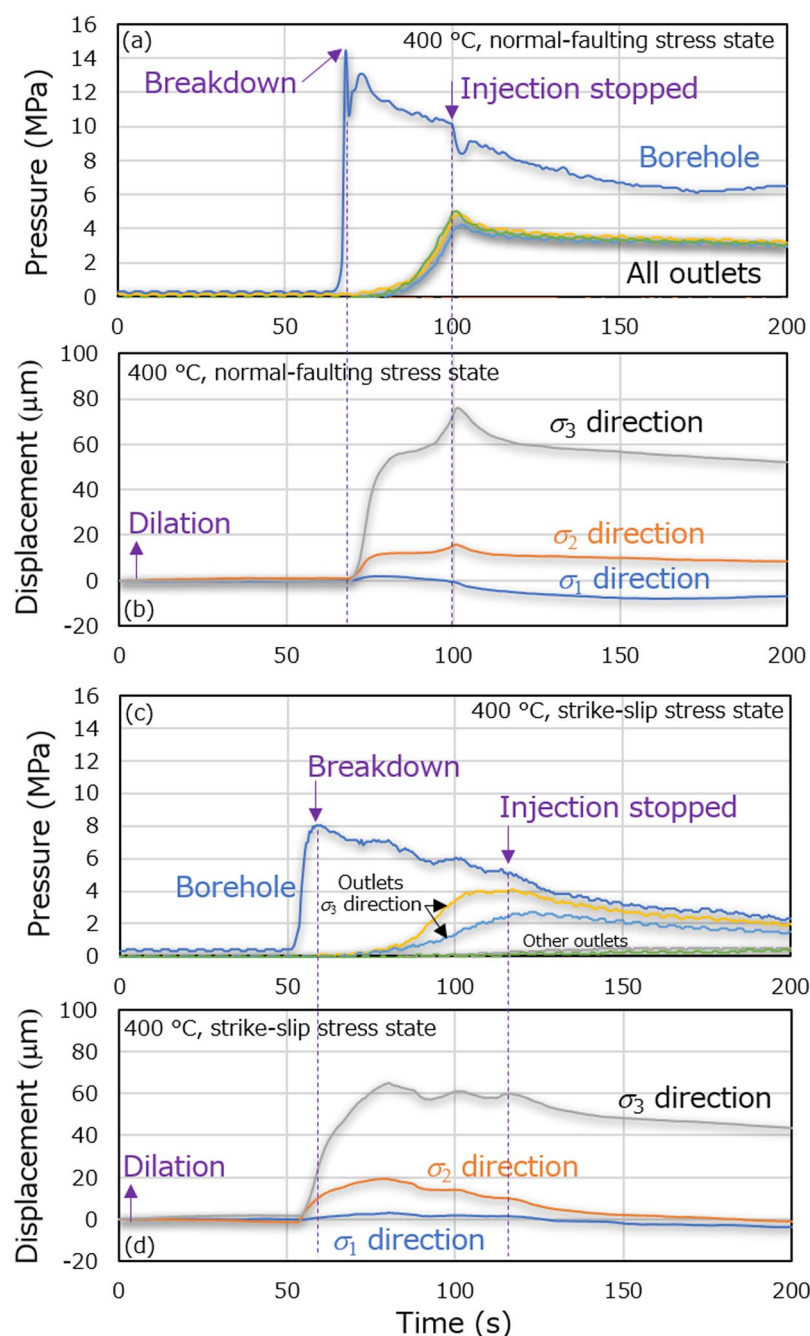 (a)
400 °C, normal-faulting stress state
16
14
12
10
8
6
4
2
0
Pressure (MPa)
Breakdown
Injection stopped
Borehole
All outlets
0
50
100
150
200
(b)
400 °C, normal-faulting stress state
100
80
60
40
20
0
-20
Displacement (μm)
Dilation
σ3 direction
σ2 direction
σ1 direction
0
50
100
150
200
(c)
400 °C, strike-slip stress state
16
14
12
10
8
6
4
2
0
Pressure (MPa)
Breakdown
Injection stopped
Borehole
Outlets
σ3 direction
Other outlets
0
50
100
150
200
400 °C, strike-slip stress state
100
80
60
40
20
0
-20
Displacement (μm)
Dilation
σ3 direction
σ2 direction
σ1 direction
(d)
0
50
100
150
200
Time (s)